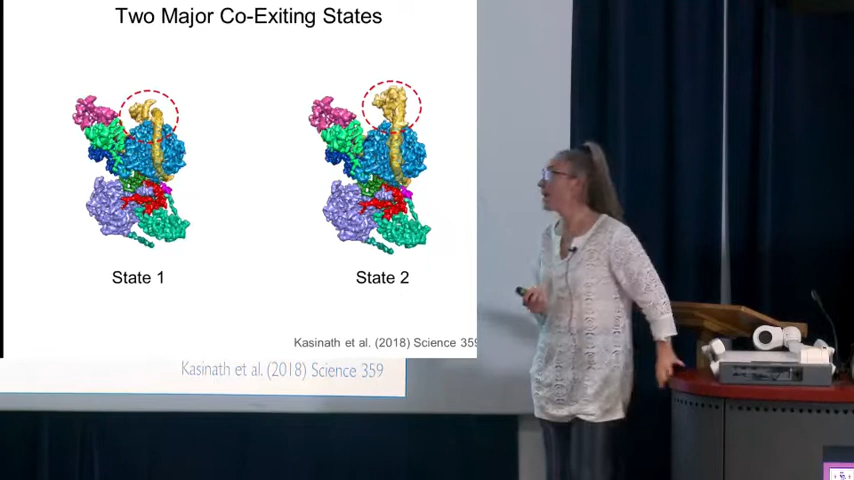 Two Major Co-Exiting States
State 1
State 2
Kasinath et al. (2018) Science 359
Kasinath et al. (2018) Science 359